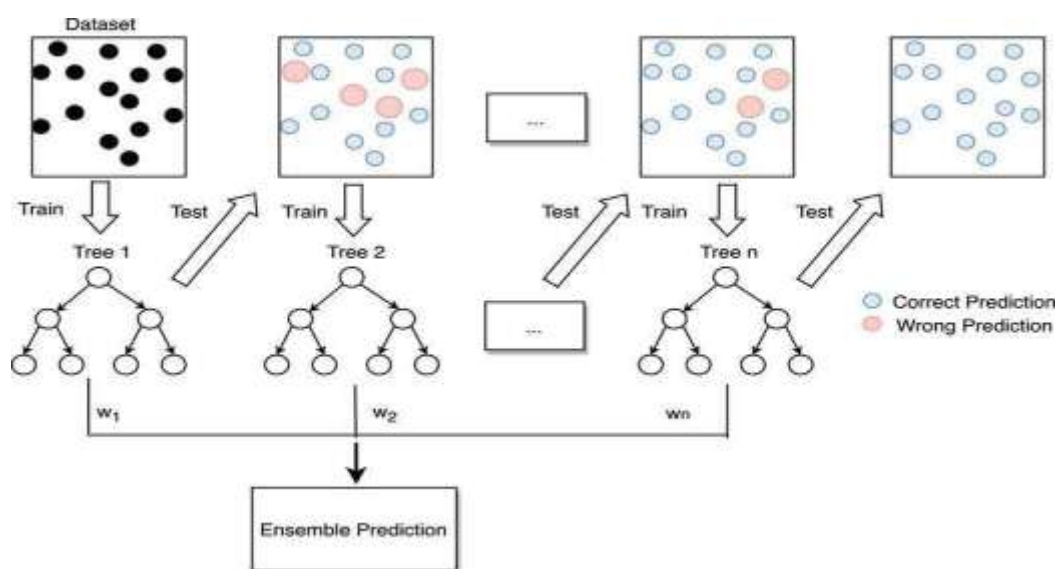 Dataset
...
Train
Test
Train
Test
Train
Test
Tree 1
Tree 2
Tree n
...
Correct Prediction
Wrong Prediction
w1
w2
wn
Ensemble Prediction